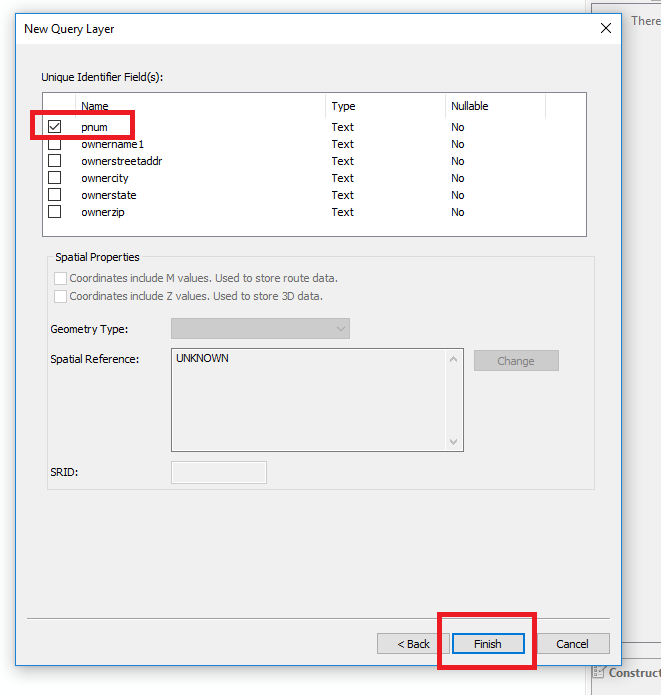 New Query Layer
There
Unique Identifier Field(s):
Name Type Nullable
pnum Text No
ownername1 Text No
ownerstreetaddr Text No
ownercity Text No
ownerstate Text No
ownerzip Text No
Spatial Properties
Coordinates include M values. Used to store route data.
Coordinates include Z values. Used to store 3D data.
Geometry Type:
Spatial Reference: UNKNOWN Change
SRID:
< Back Finish Cancel
Construct